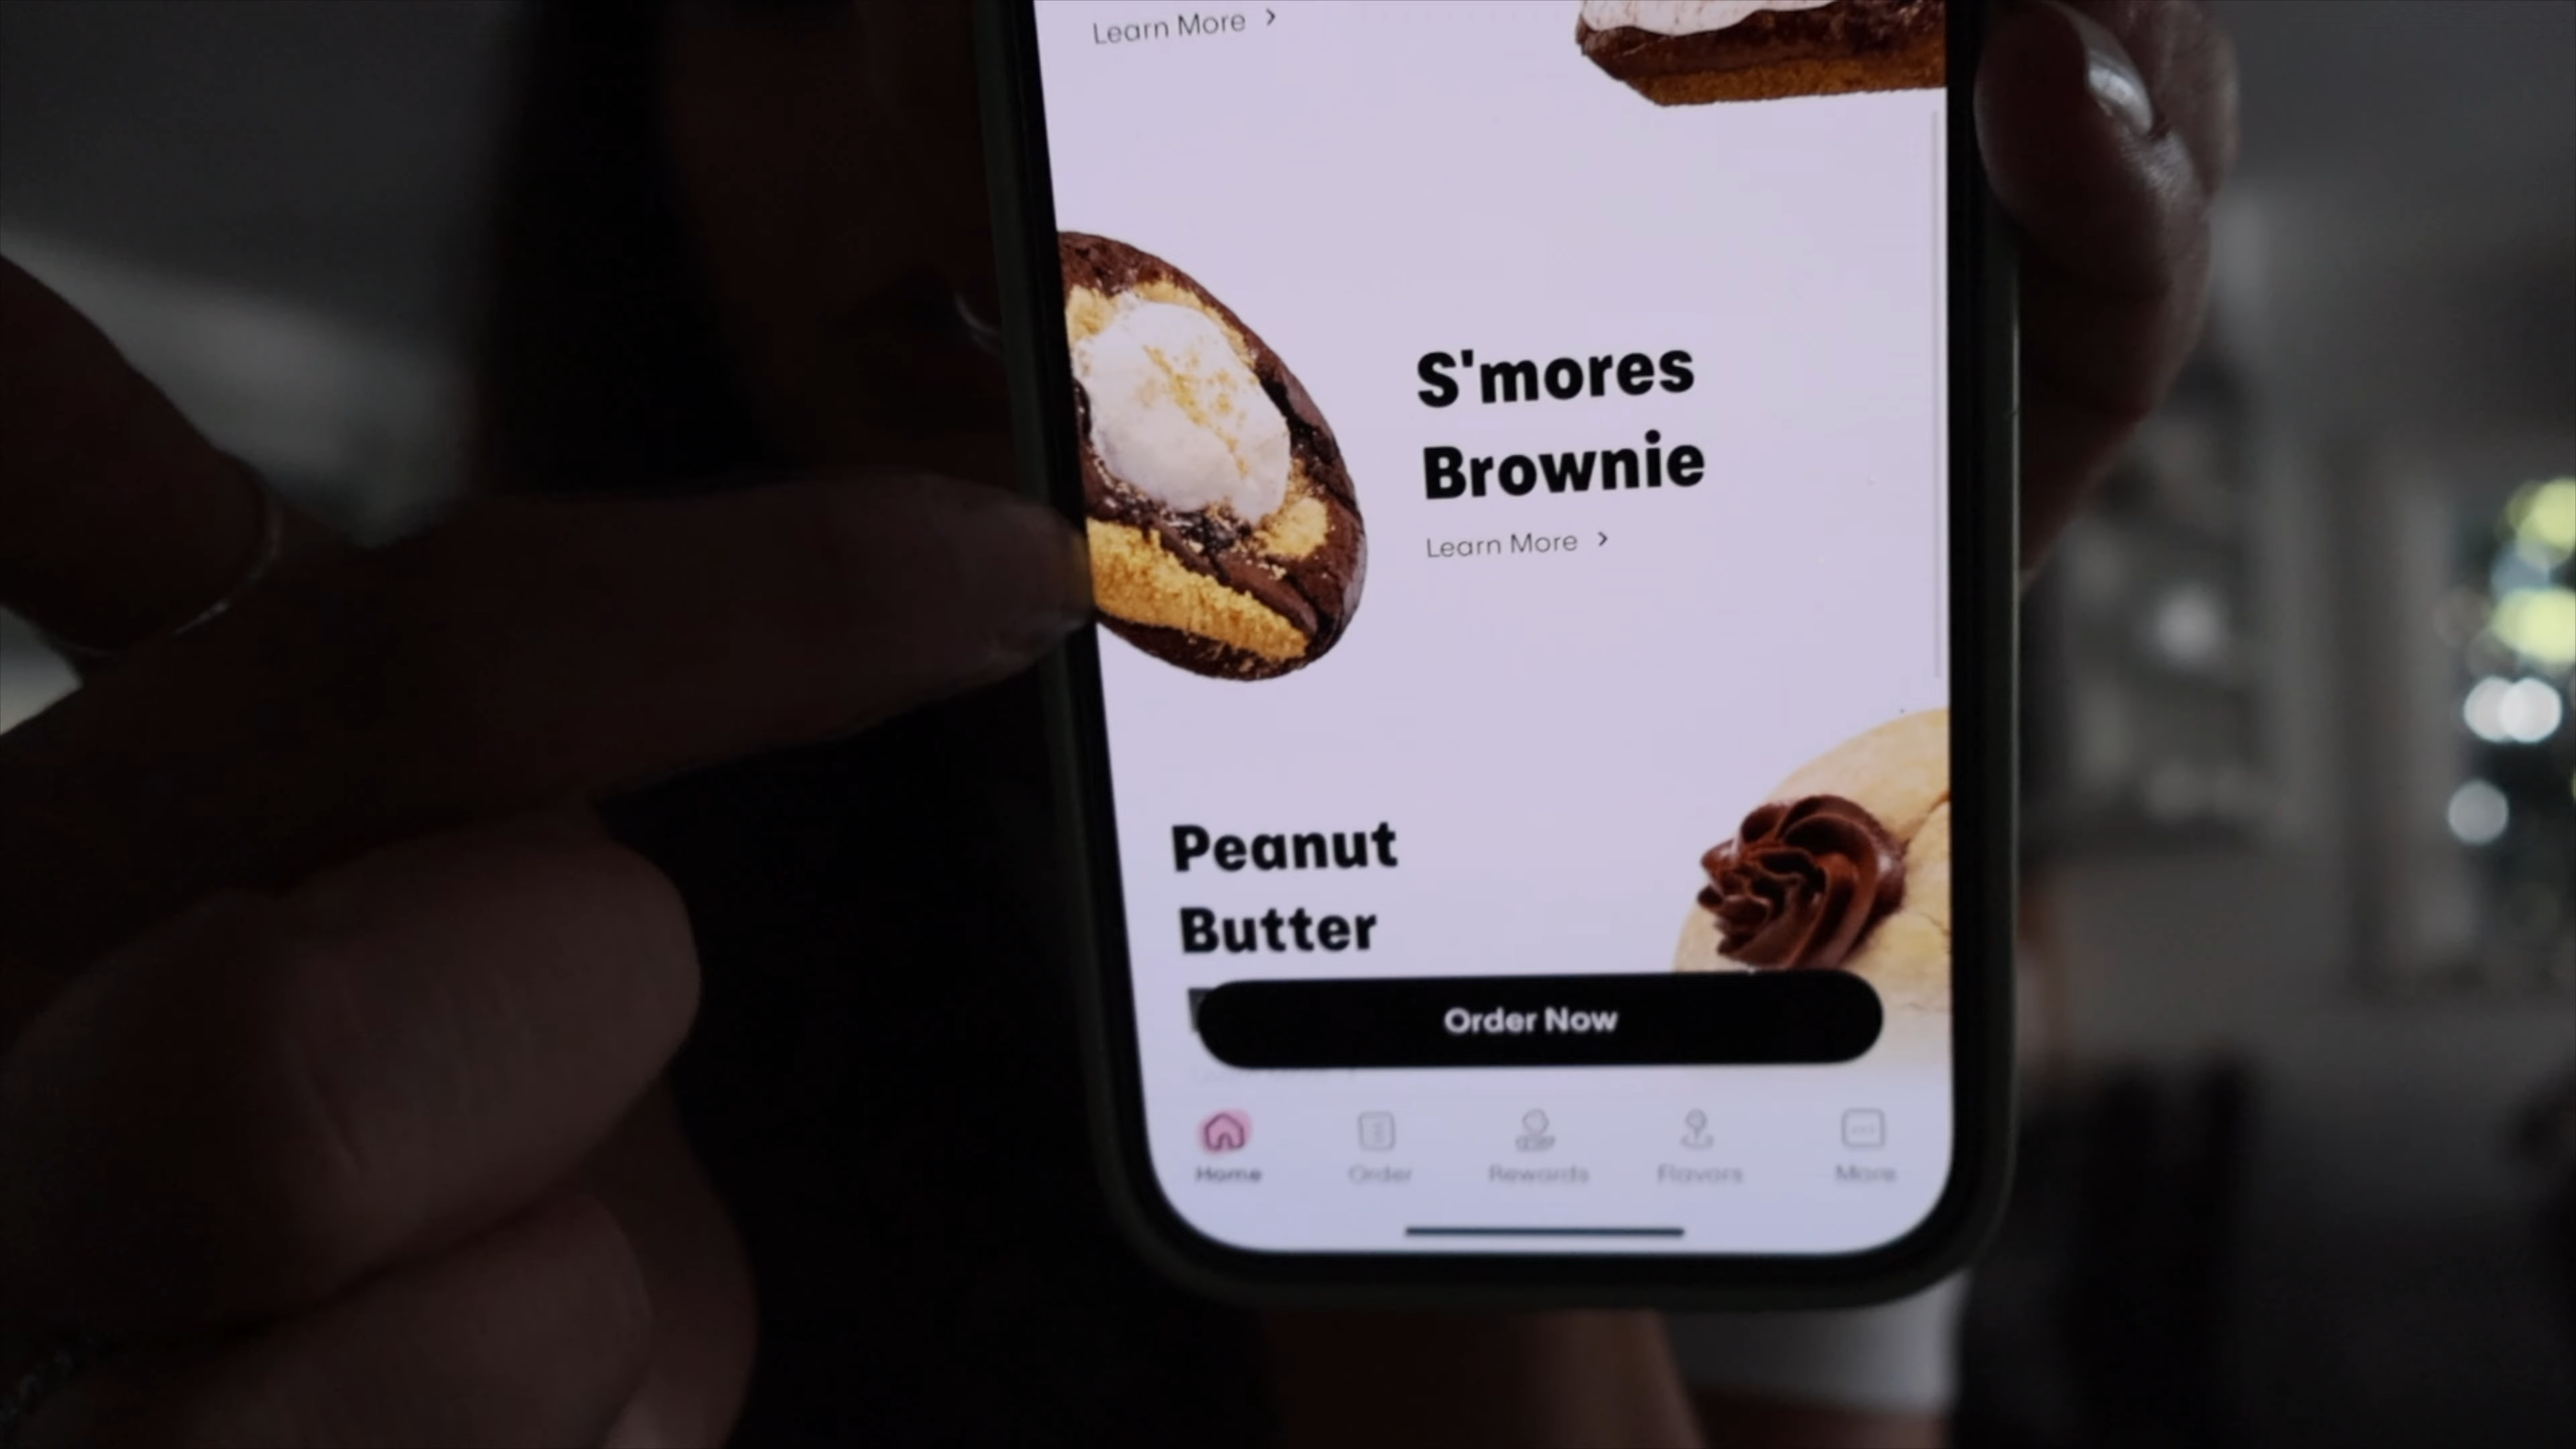 Learn More >
S'mores
Brownie
Learn More >
Peanut
Butter
Order Now
Home
Order
Rewards
Flavors
More